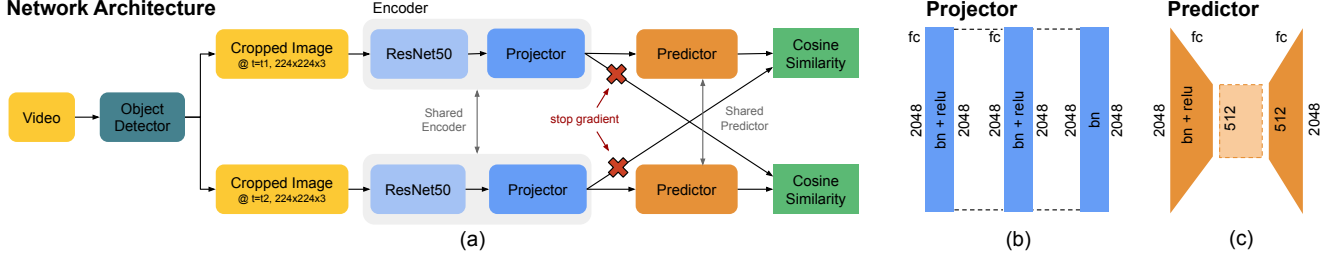 Network Architecture
Encoder
Video
Object
Detector
Cropped Image
@ t=t1, 224x224x3
ResNet50
Projector
Predictor
Cosine
Similarity
Shared
Encoder
stop gradient
Shared
Predictor
Cropped Image
@ t=t2, 224x224x3
ResNet50
Projector
Predictor
Cosine
Similarity
(a)
Projector
fc
fc
2048
bn + relu
2048
2048
bn + relu
2048
2048
bn
2048
(b)
Predictor
fc
fc
2048
bn + relu
512
512
2048
(c)